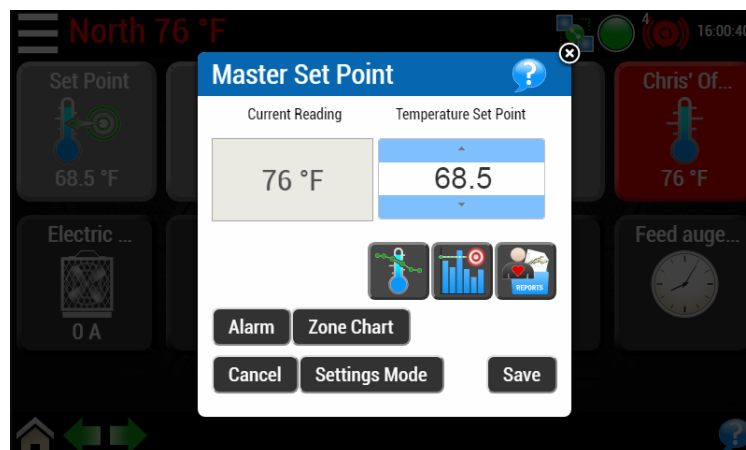 North 76 °F
4
16:00:40
Set Point
68.5 °F
Chris' Of...
76 °F
Electric ...
0 A
Feed auge...
Master Set Point
?
Current Reading
Temperature Set Point
76 °F
68.5
REPORTS
Alarm
Zone Chart
Cancel
Settings Mode
Save
?